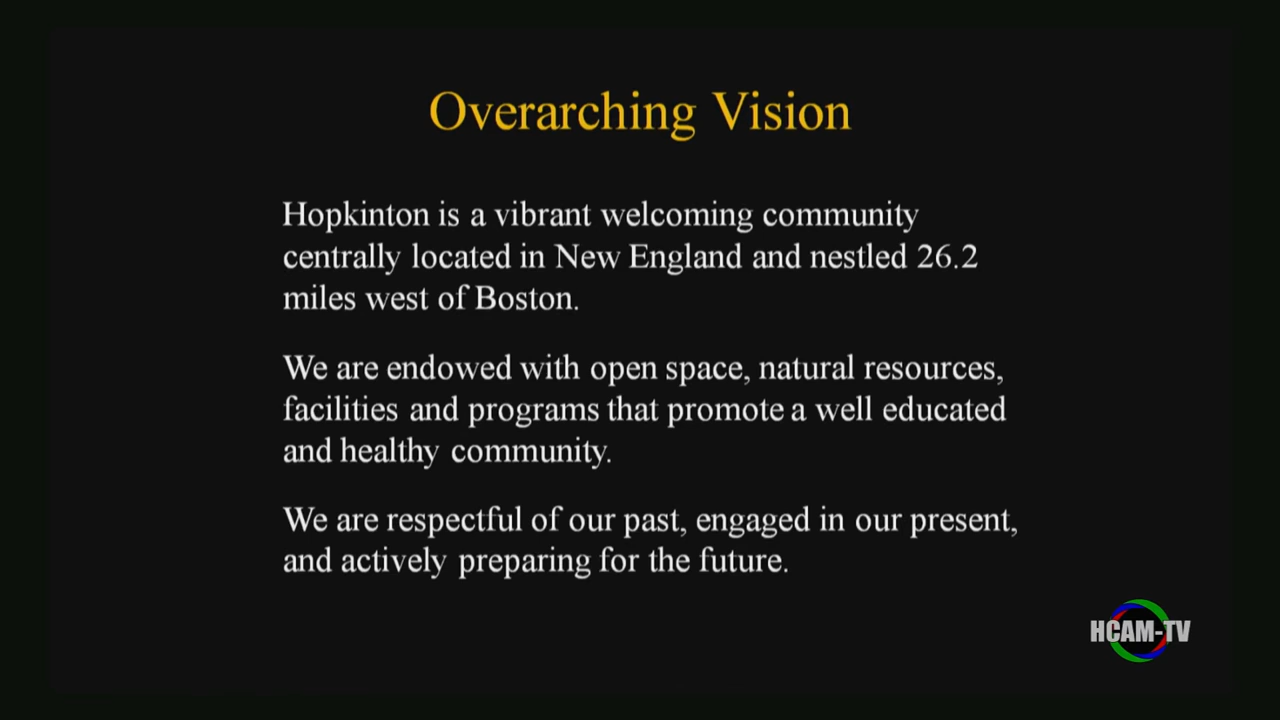 Overarching Vision
Hopkinton is a vibrant welcoming community
centrally located in New England and nestled 26.2
miles west of Boston.
We are endowed with open space, natural resources,
facilities and programs that promote a well educated
and healthy community.
We are respectful of our past, engaged in our present,
and actively preparing for the future.
HCAM-TV